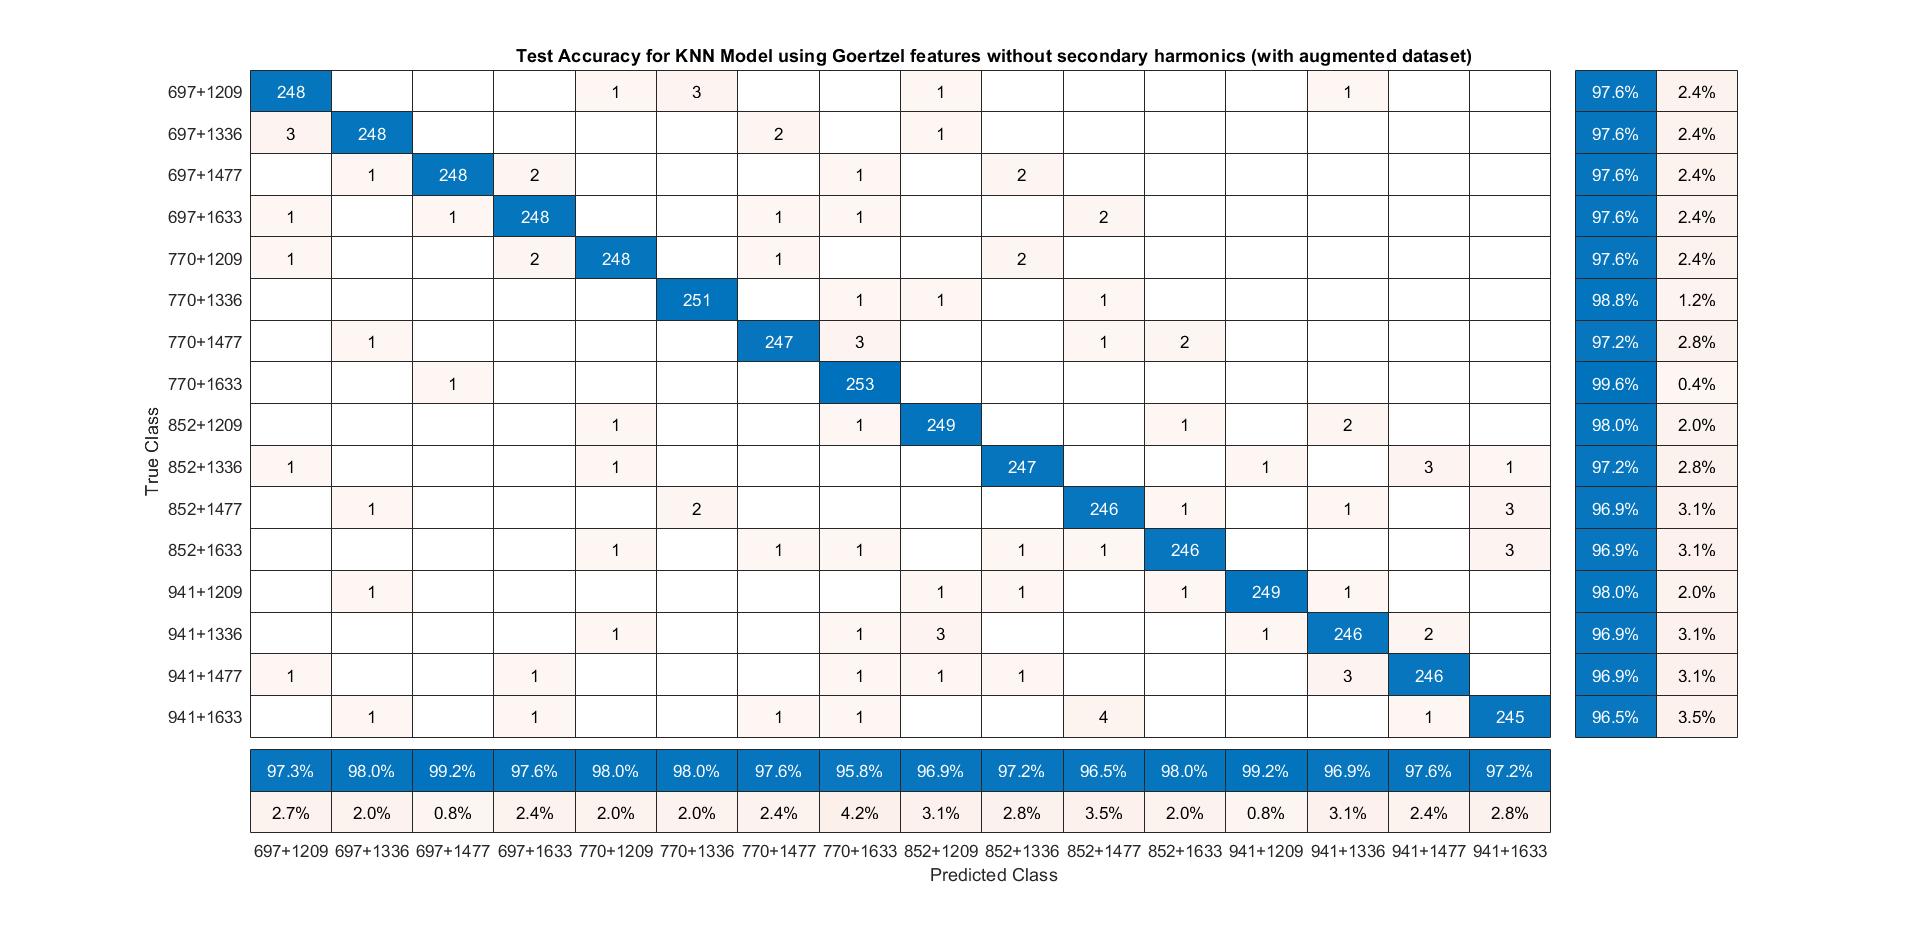 Test Accuracy for KNN Model using Goertzel features without secondary harmonics (with augmented dataset)
697+1209 248 1 3 1 1 97.6% 2.4%
697+1336 3 248 2 1 97.6% 2.4%
697+1477 1 248 2 1 2 97.6% 2.4%
697+1633 1 1 248 1 1 2 97.6% 2.4%
770+1209 1 2 248 1 2 97.6% 2.4%
770+1336 251 1 1 1 98.8% 1.2%
770+1477 1 247 3 1 2 97.2% 2.8%
770+1633 1 253 99.6% 0.4%
852+1209 1 1 249 1 2 98.0% 2.0%
852+1336 1 1 247 1 3 1 97.2% 2.8%
852+1477 1 2 246 1 1 3 96.9% 3.1%
852+1633 1 1 1 1 1 246 3 96.9% 3.1%
941+1209 1 1 1 1 249 1 98.0% 2.0%
941+1336 1 1 3 1 246 2 96.9% 3.1%
941+1477 1 1 1 1 1 3 246 96.9% 3.1%
941+1633 1 1 1 1 4 1 245 96.5% 3.5%
True Class
97.3% 98.0% 99.2% 97.6% 98.0% 98.0% 97.6% 95.8% 96.9% 97.2% 96.5% 98.0% 99.2% 96.9% 97.6% 97.2%
2.7% 2.0% 0.8% 2.4% 2.0% 2.0% 2.4% 4.2% 3.1% 2.8% 3.5% 2.0% 0.8% 3.1% 2.4% 2.8%
697+1209 697+1336 697+1477 697+1633 770+1209 770+1336 770+1477 770+1633 852+1209 852+1336 852+1477 852+1633 941+1209 941+1336 941+1477 941+1633
Predicted Class